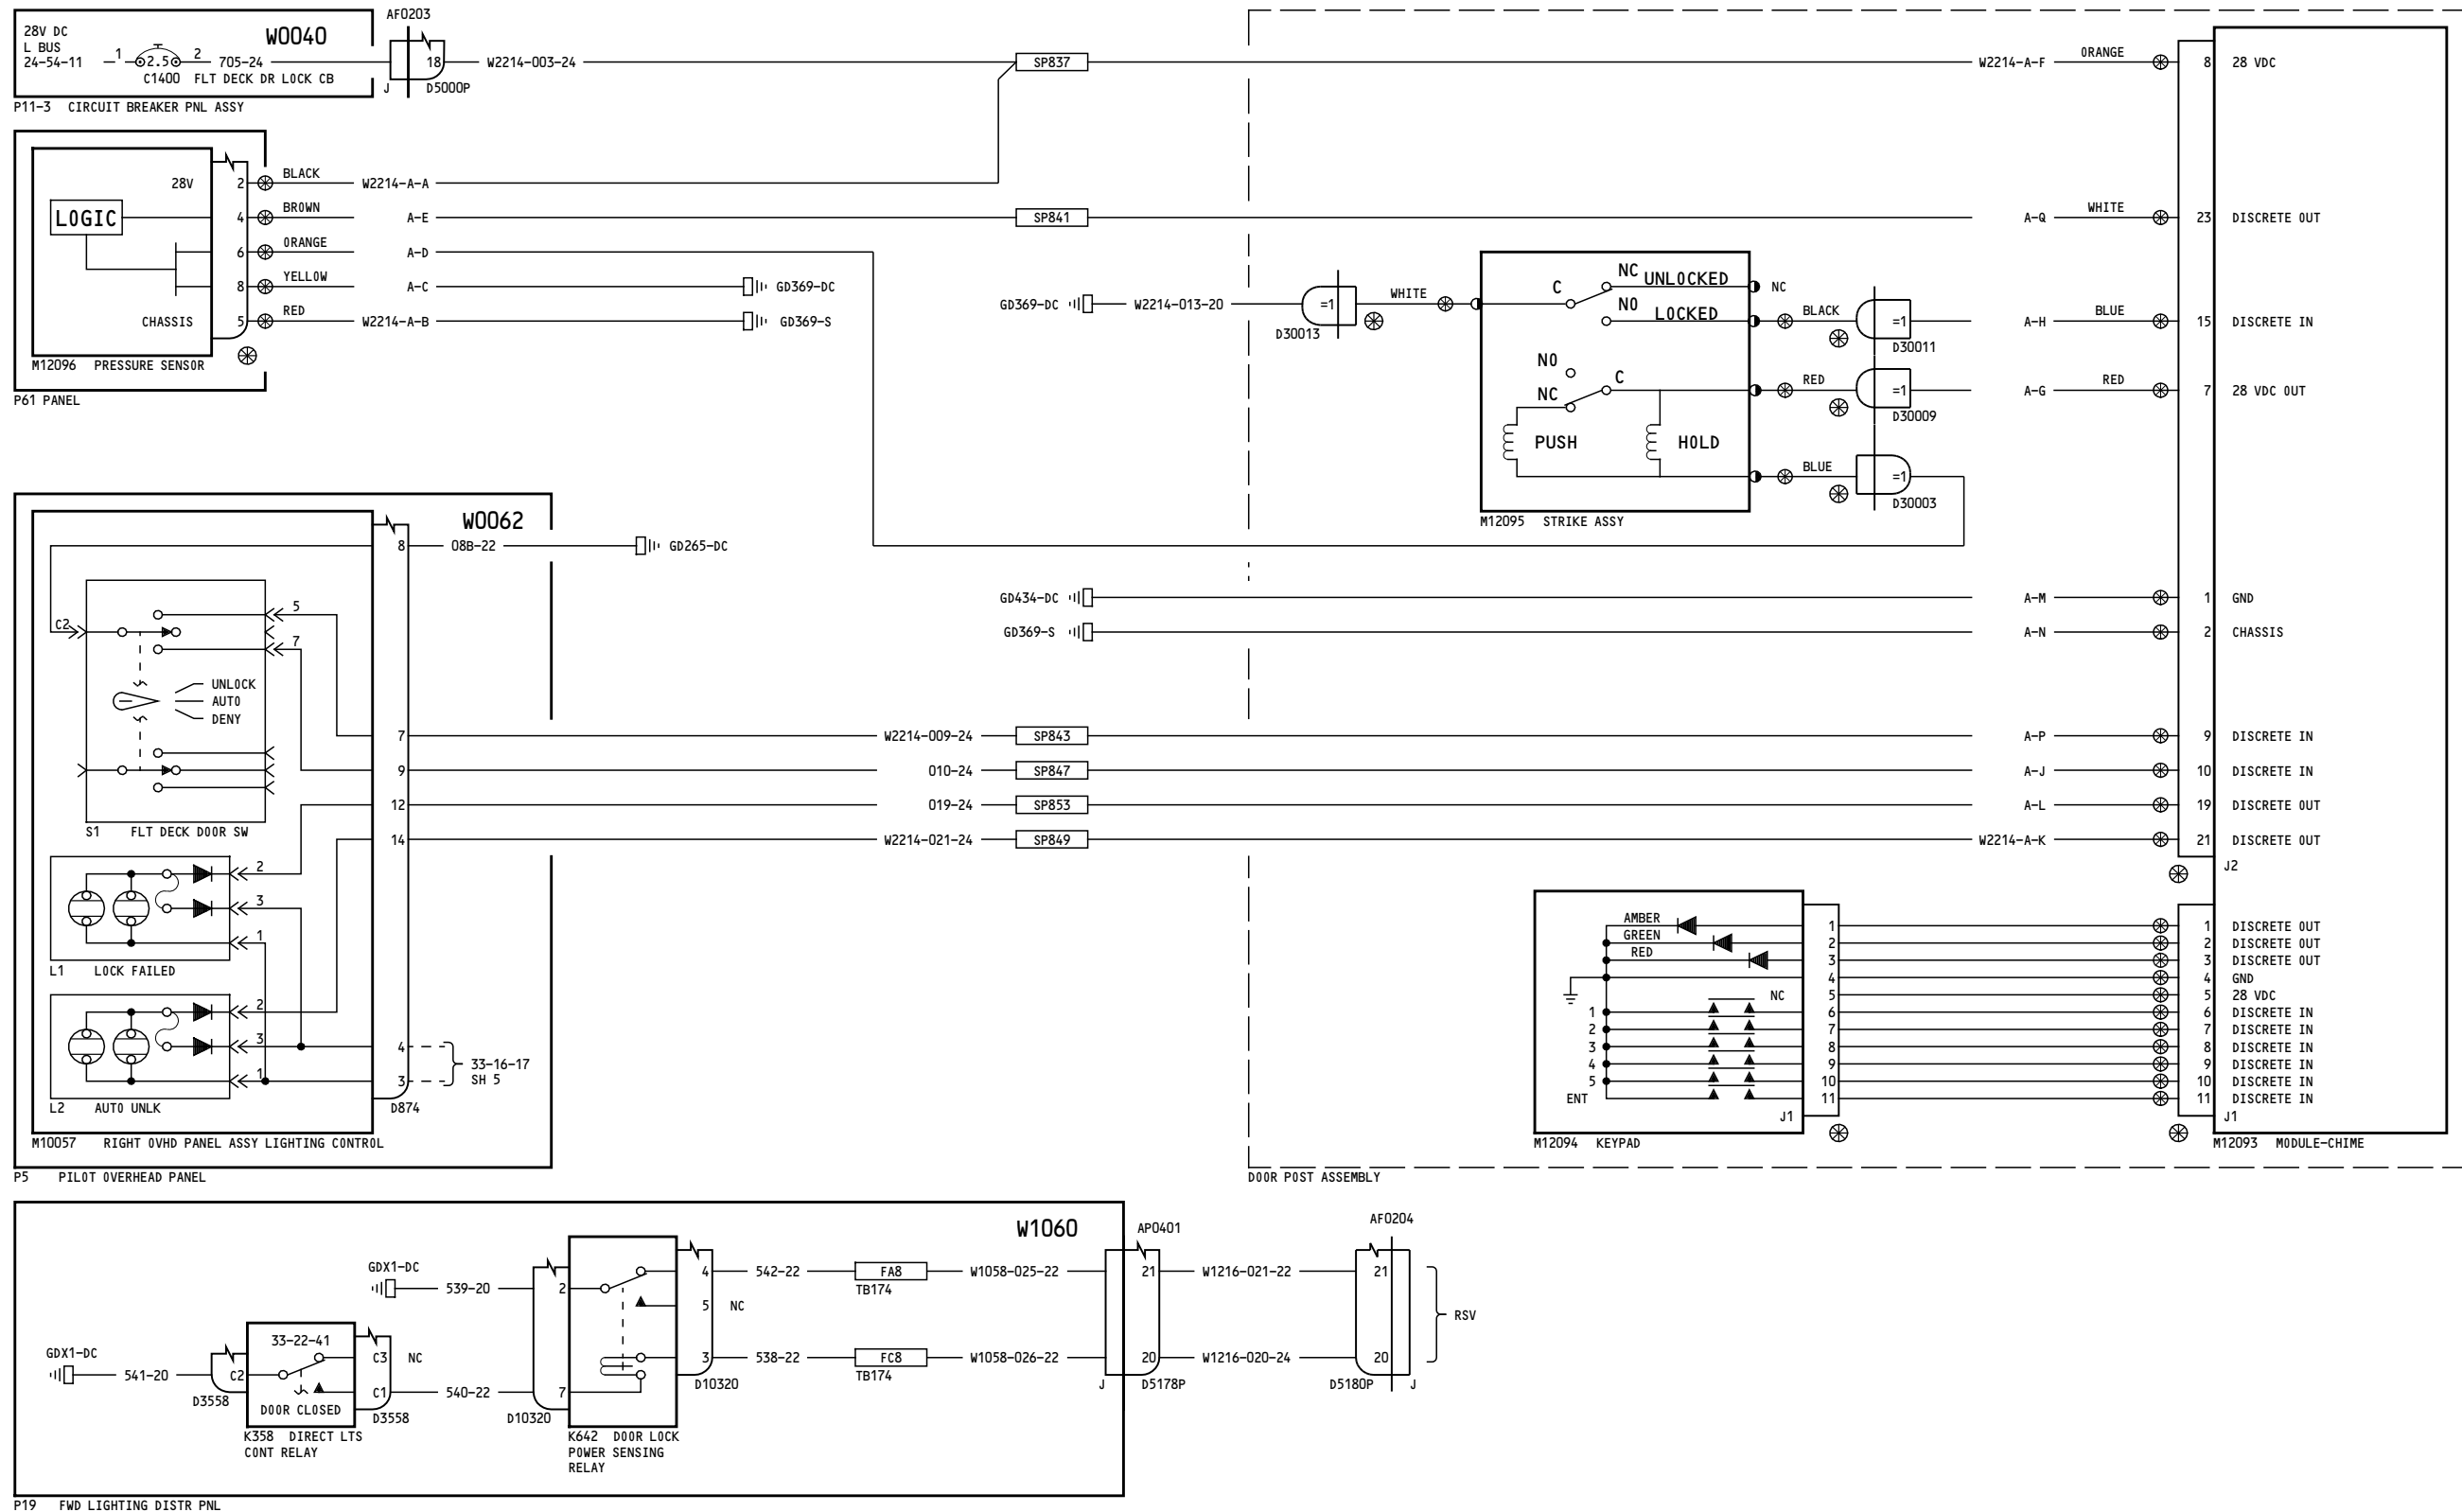 28V DC
L BUS
24-54-11
1
2.5
2
705-24
W0040
C1400 FLT DECK DR LOCK CB
P11-3 CIRCUIT BREAKER PNL ASSY
AF0203
18
J
D5000P
W2214-003-24
SP837
W2214-A-F
ORANGE
8
28 VDC
28V
2
BLACK
W2214-A-A
LOGIC
4
BROWN
A-E
SP841
A-Q
WHITE
23
DISCRETE OUT
6
ORANGE
A-D
8
YELLOW
A-C
GD369-DC
CHASSIS
5
RED
W2214-A-B
GD369-S
M12096 PRESSURE SENSOR
P61 PANEL
GD369-DC
W2214-013-20
=1
D30013
WHITE
C
NC
UNLOCKED
NC
NO
LOCKED
BLACK
=1
D30011
A-H
BLUE
15
DISCRETE IN
NO
NC
C
RED
=1
D30009
A-G
RED
7
28 VDC OUT
PUSH
HOLD
BLUE
=1
D30003
M12095 STRIKE ASSY
W0062
8
08B-22
GD265-DC
C2
5
7
UNLOCK
AUTO
DENY
S1 FLT DECK DOOR SW
GD434-DC
A-M
1
GND
GD369-S
A-N
2
CHASSIS
7
W2214-009-24
SP843
A-P
9
DISCRETE IN
9
010-24
SP847
A-J
10
DISCRETE IN
12
019-24
SP853
A-L
19
DISCRETE OUT
14
W2214-021-24
SP849
W2214-A-K
21
DISCRETE OUT
J2
2
3
1
L1 LOCK FAILED
2
3
1
L2 AUTO UNLK
4
3
D874
33-16-17
SH 5
M10057 RIGHT OVHD PANEL ASSY LIGHTING CONTROL
P5 PILOT OVERHEAD PANEL
AMBER
1
1
DISCRETE OUT
GREEN
2
2
DISCRETE OUT
RED
3
3
DISCRETE OUT
4
4
GND
NC
5
5
28 VDC
1
6
6
DISCRETE IN
2
7
7
DISCRETE IN
3
8
8
DISCRETE IN
4
9
9
DISCRETE IN
5
10
10
DISCRETE IN
ENT
11
11
DISCRETE IN
J1
J1
M12094 KEYPAD
M12093 MODULE-CHIME
DOOR POST ASSEMBLY
W1060
GDX1-DC
539-20
2
4
542-22
FA8
TB174
W1058-025-22
AP0401
21
W1216-021-22
AF0204
21
5
NC
RSV
GDX1-DC
541-20
C2
D3558
33-22-41
DOOR CLOSED
C3
NC
C1
D3558
K358 DIRECT LTS
CONT RELAY
540-22
7
D10320
3
D10320
538-22
FC8
TB174
W1058-026-22
20
J
D5178P
W1216-020-24
20
D5180P
J
K642 DOOR LOCK
POWER SENSING
RELAY
P19 FWD LIGHTING DISTR PNL